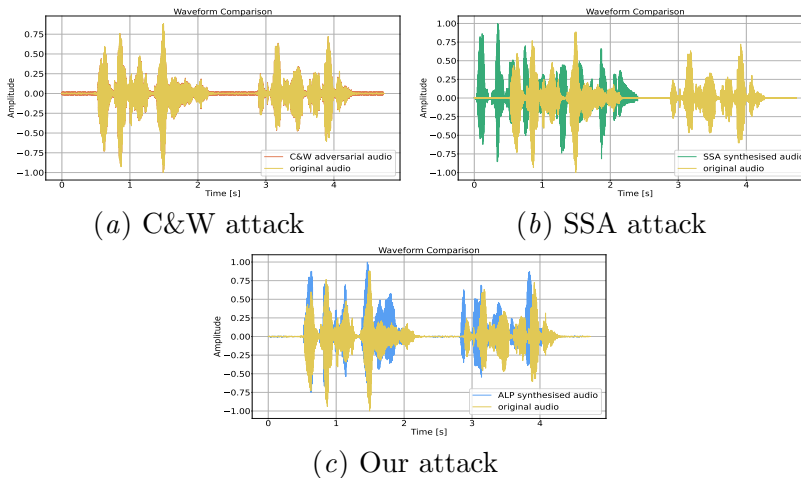 Waveform Comparison
0.75
0.50
0.25
0.00
−0.25
−0.50
−0.75
−1.00
Amplitude
0 1 2 3 4
Time [s]
C&W adversarial audio
original audio
(a) C&W attack
Waveform Comparison
1.00
0.75
0.50
0.25
0.00
−0.25
−0.50
−0.75
−1.00
Amplitude
0 1 2 3 4
Time [s]
SSA synthesised audio
original audio
(b) SSA attack
Waveform Comparison
1.00
0.75
0.50
0.25
0.00
−0.25
−0.50
−0.75
−1.00
Amplitude
0 1 2 3 4
Time [s]
ALP synthesised audio
original audio
(c) Our attack